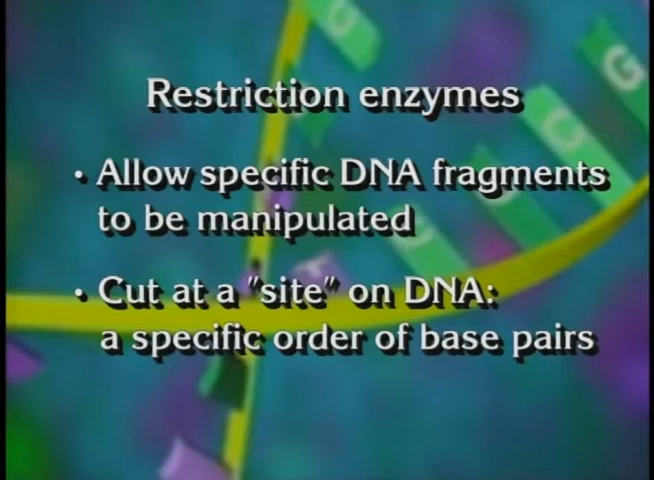 Restriction enzymes
• Allow specific DNA fragments
to be manipulated
• Cut at a "site" on DNA:
a specific order of base pairs
G